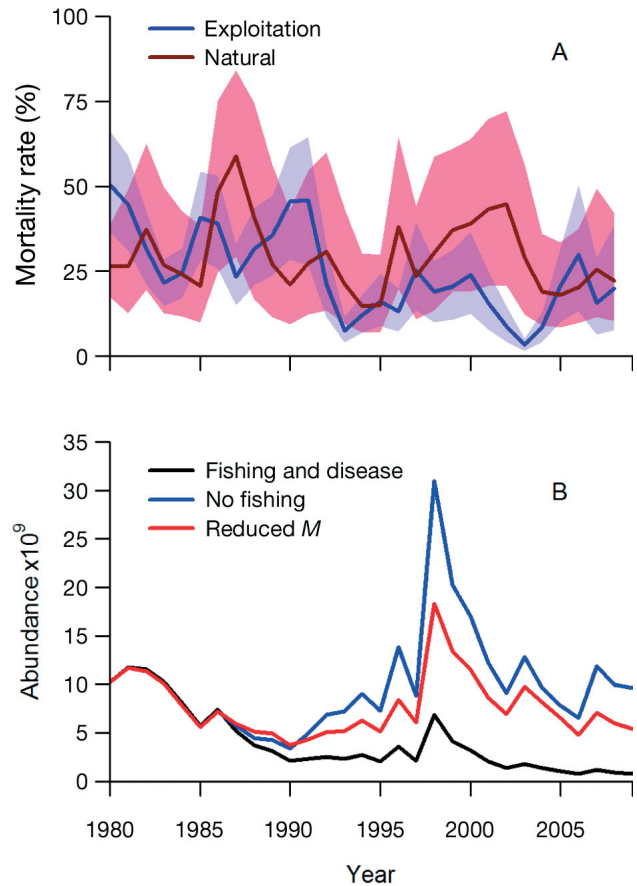 100
75
50
25
0
Mortality rate (%)
Exploitation
Natural
A
35
30
25
20
15
10
5
0
Abundance x10⁹
Fishing and disease
No fishing
Reduced M
B
1980 1985 1990 1995 2000 2005
Year